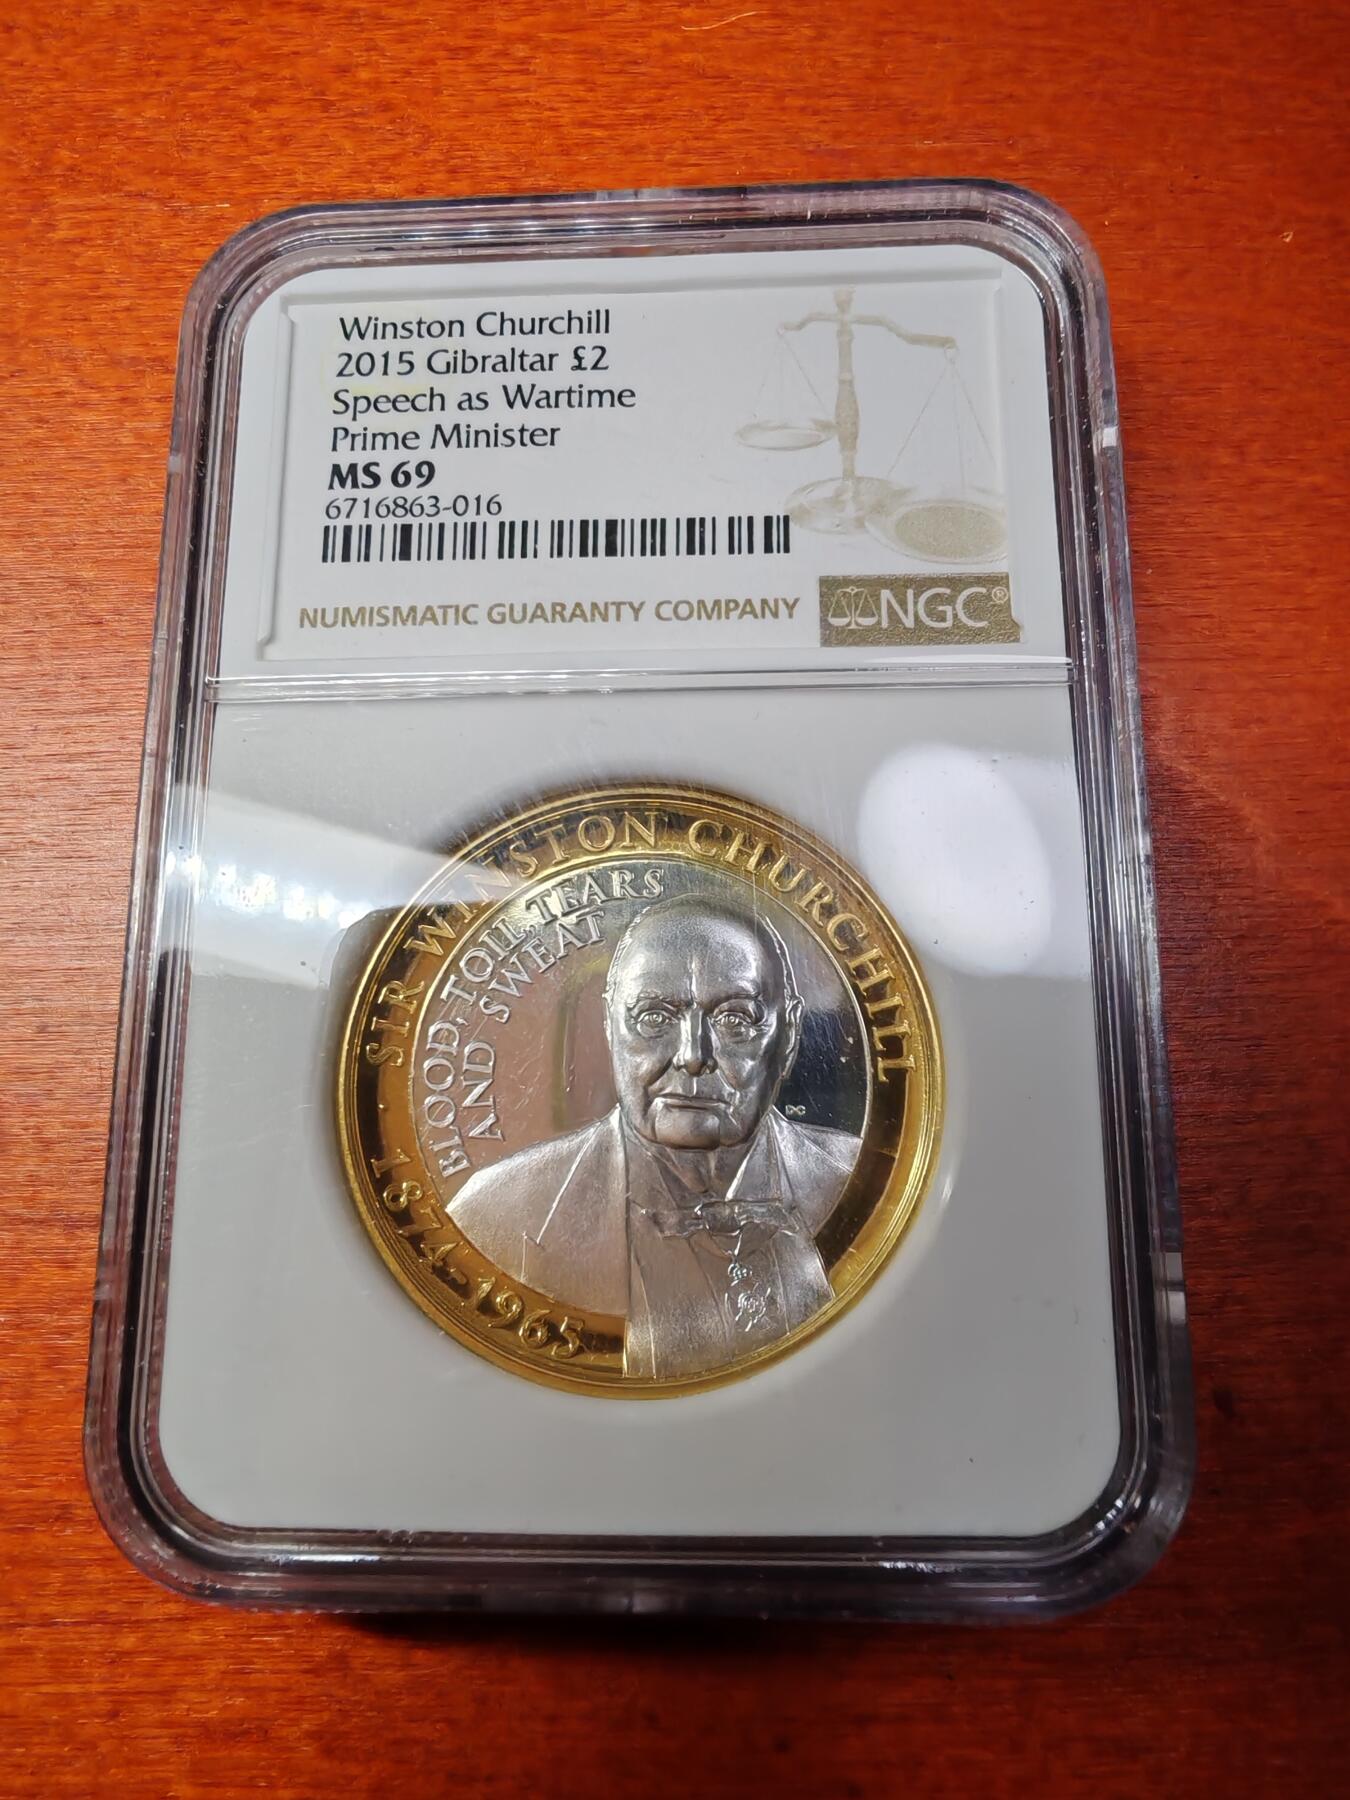 Winston Churchill
2015 Gibraltar £2
Speech as Wartime
Prime Minister
MS 69
6716863-016
NUMISMATIC GUARANTY COMPANY
NGC®
SIR WINSTON CHURCHILL
BLOOD, TOIL, TEARS
AND SWEAT
DC
1874-1965